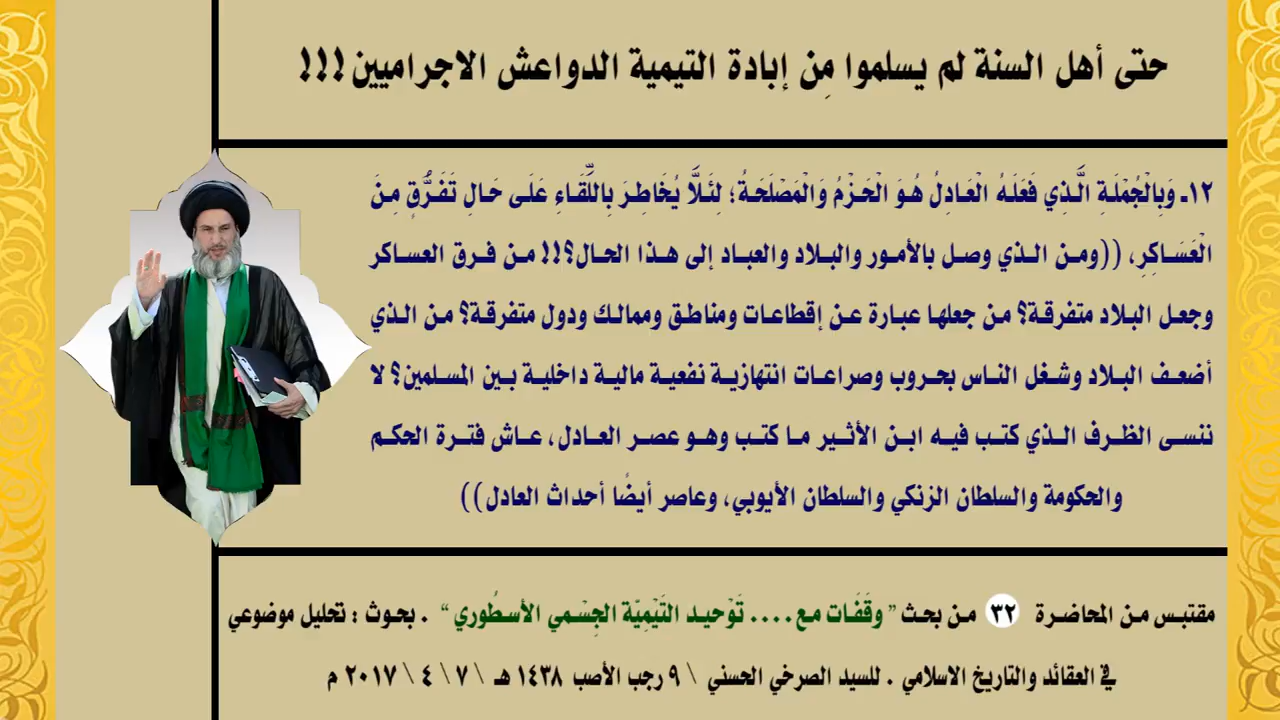 حتى أهل السنة لم يسلموا مِن إبادة التيمية الدواعش الاجراميين!!!
١٢ـ وَبِالْجُمْلَةِ الَّذِي فَعَلَهُ الْعَادِلُ هُوَ الْحَزْمُ وَالْمَصْلَحَةُ؛ لِئَلَّا يُخَاطِرَ بِاللِّقَاءِ عَلَى حَالِ تَفَرُّقٍ مِنَ
الْعَسَاكِرِ، ((ومن الذي وصل بالأمور والبلاد والعباد إلى هذا الحال؟!! من فرق العساكر
وجعل البلاد متفرقة؟ من جعلها عبارة عن إقطاعات ومناطق وممالك ودول متفرقة؟ من الذي
أضعف البلاد وشغل الناس بحروب وصراعات انتهازية نفعية مالية داخلية بين المسلمين؟ لا
ننسى الظرف الذي كتب فيه ابن الأثير ما كتب وهو عصر العادل، عاش فترة الحكم
والحكومة والسلطان الزنكي والسلطان الأيوبي، وعاصر أيضًا أحداث العادل))
مقتبس من المحاضرة ٣٢ من بحث " وقَفَات مع.... تَوْحيد التَيْمِيّة الجِسْمي الأسطُوري " . بحوث : تحليل موضوعي
في العقائد والتاريخ الاسلامي . للسيد الصرخي الحسني \ ٩ رجب الأصب ١٤٣٨ هـ \ ٧ \ ٤ \ ٢٠١٧ م